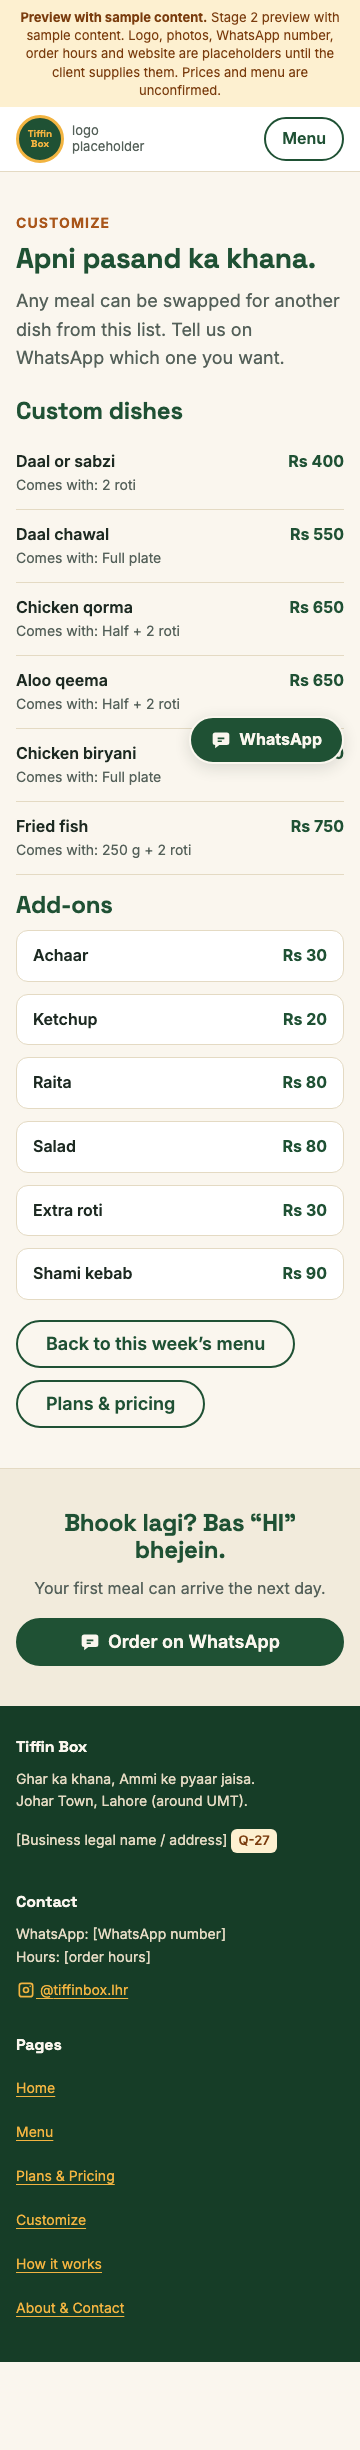 Preview with sample content. Stage 2 preview with
sample content. Logo, photos, WhatsApp number,
order hours and website are placeholders until the
client supplies them. Prices and menu are
unconfirmed.
Tiffin
Box
logo
placeholder
Menu
CUSTOMIZE
Apni pasand ka khana.
Any meal can be swapped for another
dish from this list. Tell us on
WhatsApp which one you want.
Custom dishes
Daal or sabzi Rs 400
Comes with: 2 roti
Daal chawal Rs 550
Comes with: Full plate
Chicken qorma Rs 650
Comes with: Half + 2 roti
Aloo qeema Rs 650
Comes with: Half + 2 roti
WhatsApp
Chicken biryani
Comes with: Full plate
Fried fish Rs 750
Comes with: 250 g + 2 roti
Add-ons
Achaar Rs 30
Ketchup Rs 20
Raita Rs 80
Salad Rs 80
Extra roti Rs 30
Shami kebab Rs 90
Back to this week’s menu
Plans & pricing
Bhook lagi? Bas “HI”
bhejein.
Your first meal can arrive the next day.
Order on WhatsApp
Tiffin Box
Ghar ka khana, Ammi ke pyaar jaisa.
Johar Town, Lahore (around UMT).
[Business legal name / address] Q-27
Contact
WhatsApp: [WhatsApp number]
Hours: [order hours]
@tiffinbox.lhr
Pages
Home
Menu
Plans & Pricing
Customize
How it works
About & Contact